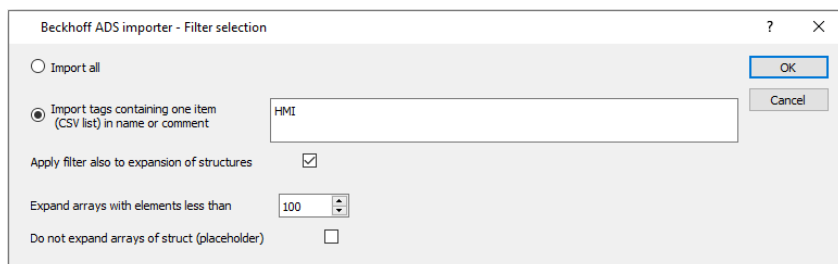 Beckhoff ADS importer - Filter selection
?
Import all
OK
Import tags containing one item
(CSV list) in name or comment
HMI
Cancel
Apply filter also to expansion of structures
Expand arrays with elements less than
100
Do not expand arrays of struct (placeholder)